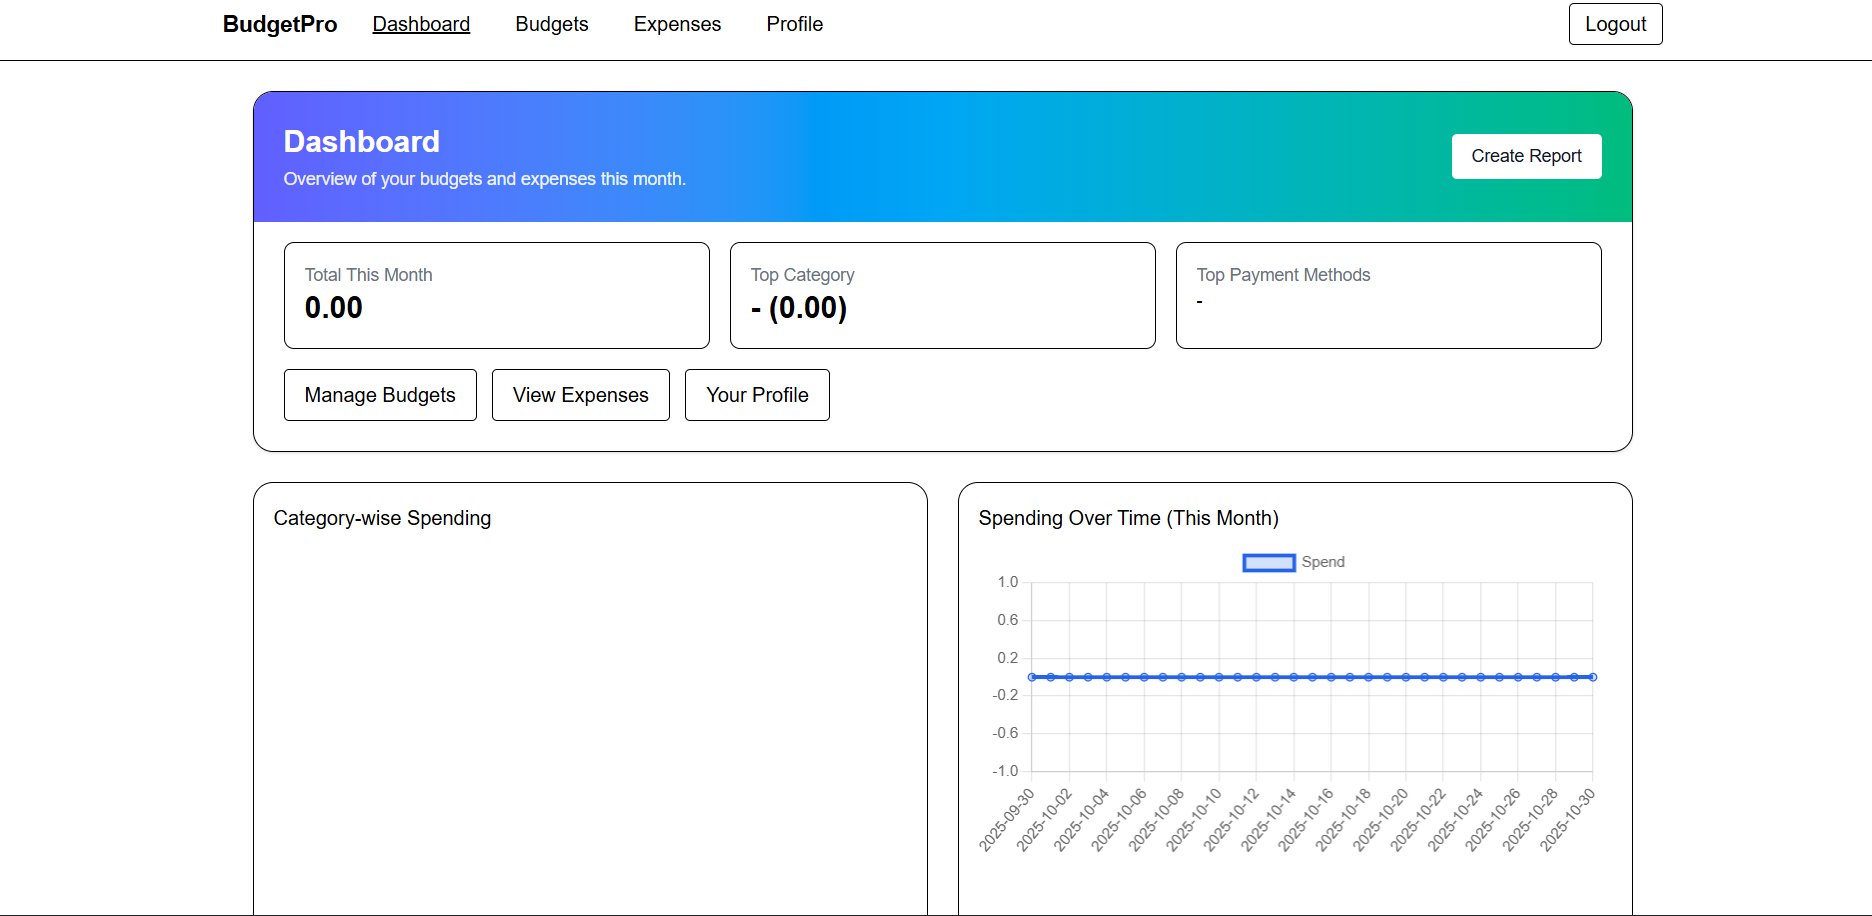 BudgetPro Dashboard Budgets Expenses Profile Logout
Dashboard
Overview of your budgets and expenses this month.
Create Report
Total This Month
0.00
Top Category
- (0.00)
Top Payment Methods
-
Manage Budgets View Expenses Your Profile
Category-wise Spending
Spending Over Time (This Month)
Spend
1.0
0.6
0.2
-0.2
-0.6
-1.0
2025-09-30
2025-10-02
2025-10-04
2025-10-06
2025-10-08
2025-10-10
2025-10-12
2025-10-14
2025-10-16
2025-10-18
2025-10-20
2025-10-22
2025-10-24
2025-10-26
2025-10-28
2025-10-30